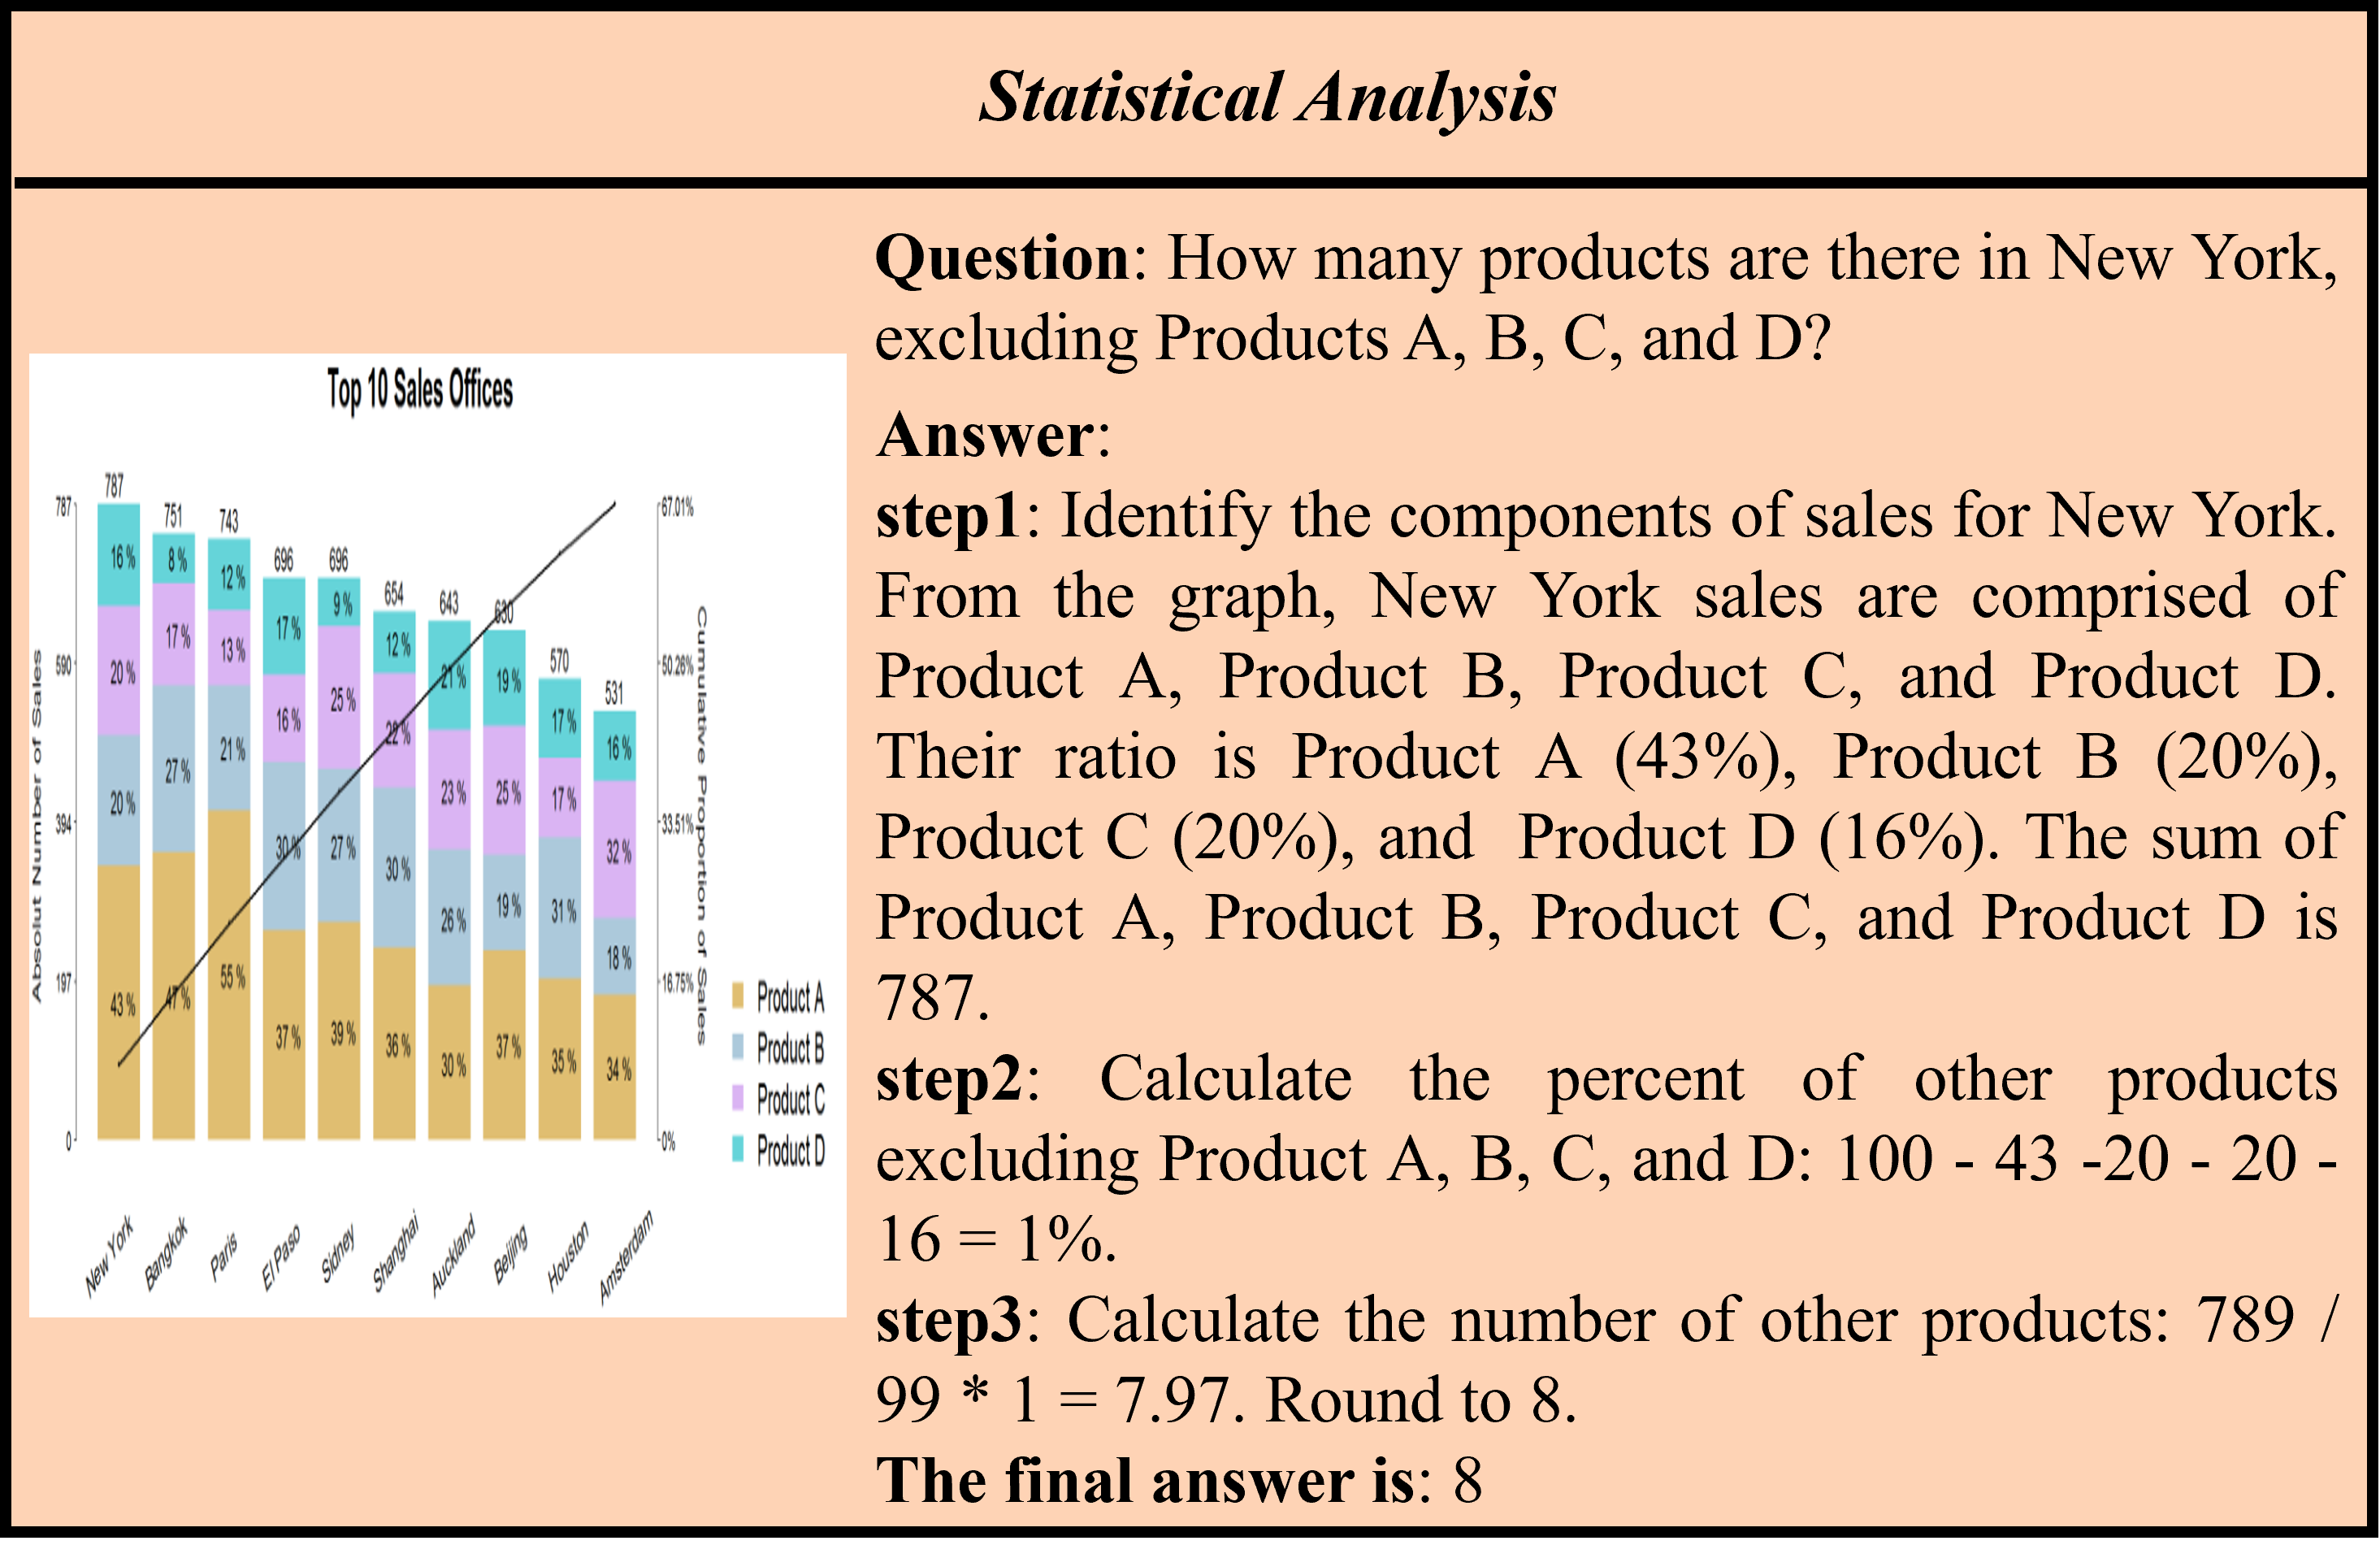 Statistical Analysis
Top 10 Sales Offices
787
751
743
696
696
654
643
630
570
531
787
590
394
197
0
Absolut Number of Sales
67.01%
50.26%
33.51%
16.75%
0%
Cumulative Proportion of Sales
16 %
20 %
20 %
43 %
8 %
17 %
27 %
47 %
12 %
13 %
21 %
55 %
17 %
16 %
30 %
37 %
9 %
25 %
27 %
39 %
12 %
22 %
30 %
36 %
21 %
23 %
26 %
30 %
19 %
25 %
19 %
37 %
17 %
17 %
31 %
35 %
16 %
32 %
18 %
34 %
Product A
Product B
Product C
Product D
New York
Bangkok
Paris
El Paso
Sidney
Shanghai
Auckland
Beijing
Houston
Amsterdam
Question: How many products are there in New York,
excluding Products A, B, C, and D?
Answer:
step1: Identify the components of sales for New York.
From the graph, New York sales are comprised of
Product A, Product B, Product C, and Product D.
Their ratio is Product A (43%), Product B (20%),
Product C (20%), and Product D (16%). The sum of
Product A, Product B, Product C, and Product D is
787.
step2: Calculate the percent of other products
excluding Product A, B, C, and D: 100 - 43 -20 - 20 -
16 = 1%.
step3: Calculate the number of other products: 789 /
99 * 1 = 7.97. Round to 8.
The final answer is: 8